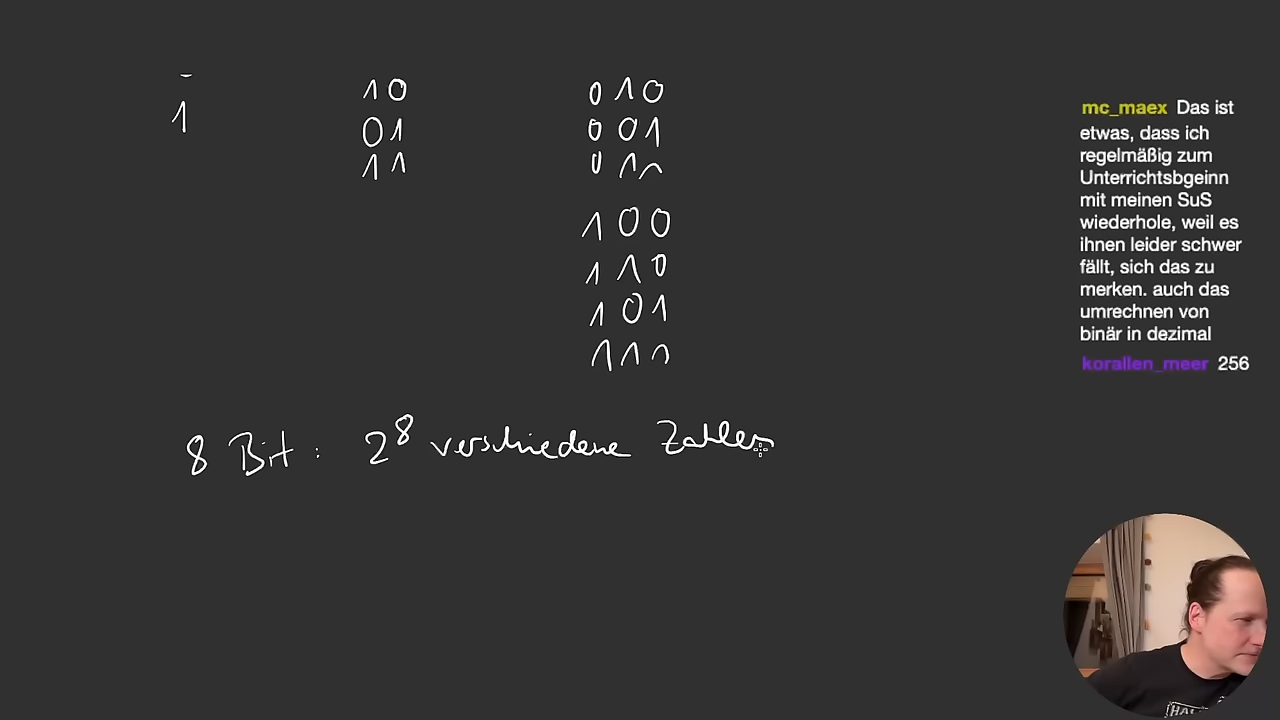 1
10
01
11
010
001
011
100
110
101
111
8 Bit: 2⁸ verschiedene Zahlen
mc_maex Das ist
etwas, dass ich
regelmäßig zum
Unterrichtsbgeinn
mit meinen SuS
wiederhole, weil es
ihnen leider schwer
fällt, sich das zu
merken. auch das
umrechnen von
binär in dezimal
korallen_meer 256